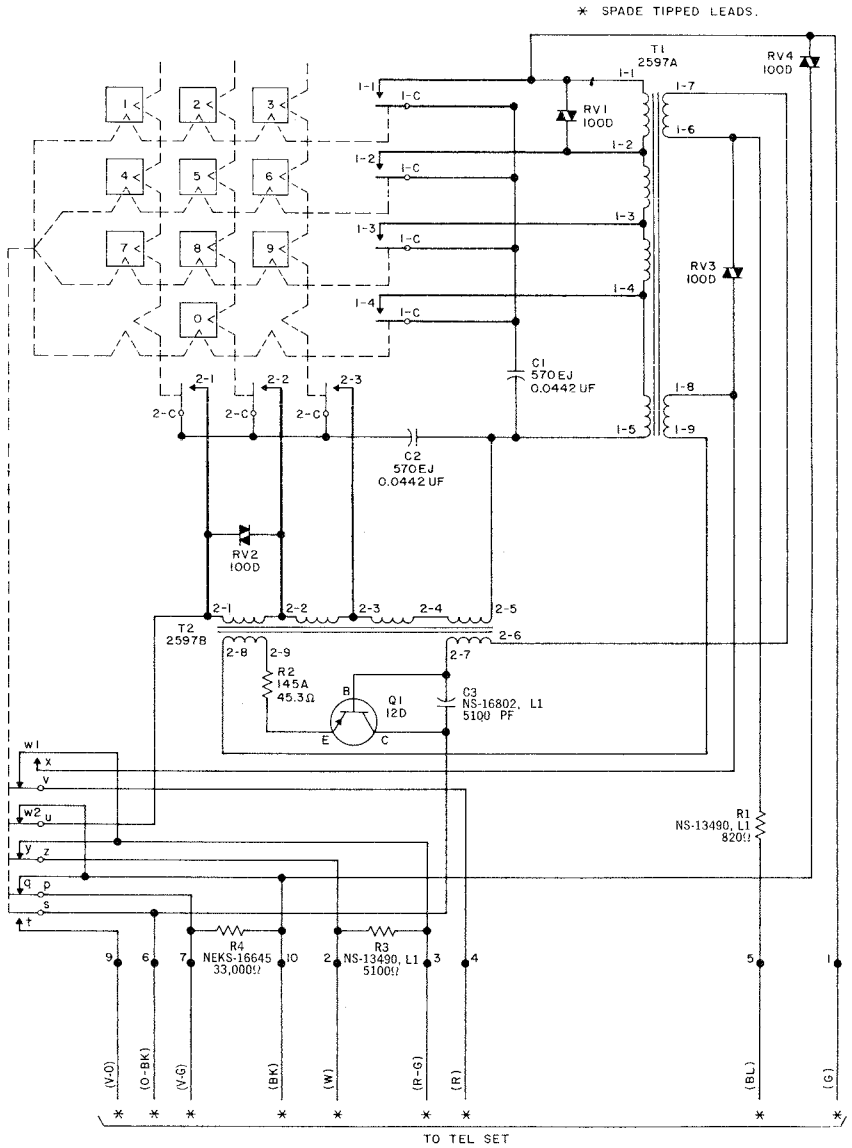 * SPADE TIPPED LEADS.
T1
2597A
RV4
100D
1-1
1-7
1 2 3
1-1
1-C
RV1
100D
1-6
1-2
1-2
4 5 6
1-C
1-3
1-3
7 8 9
1-C
RV3
100D
1-4
1-4
0
1-C
C1
570EJ
0.0442UF
2-1 2-2 2-3
1-8
2-C 2-C 2-C
1-5 1-9
C2
570EJ
0.0442UF
RV2
100D
2-1 2-2 2-3 2-4 2-5
T2
2597B
2-6
2-8 2-9 2-7
R2
145A
45.3Ω
B
Q1
12D
E C
C3
NS-16802, L1
5100 PF
w1
x
v
w2 u
R1
NS-13490, L1
820Ω
y z
q p
s
t
R4
NEKS-16645
33,000Ω
R3
NS-13490, L1
5100Ω
9 6 7 10 2 3 4 5 1
(V-O) (O-BK) (V-G) (BK) (W) (R-G) (R) (BL) (G)
* * * * * * * * *
TO TEL SET